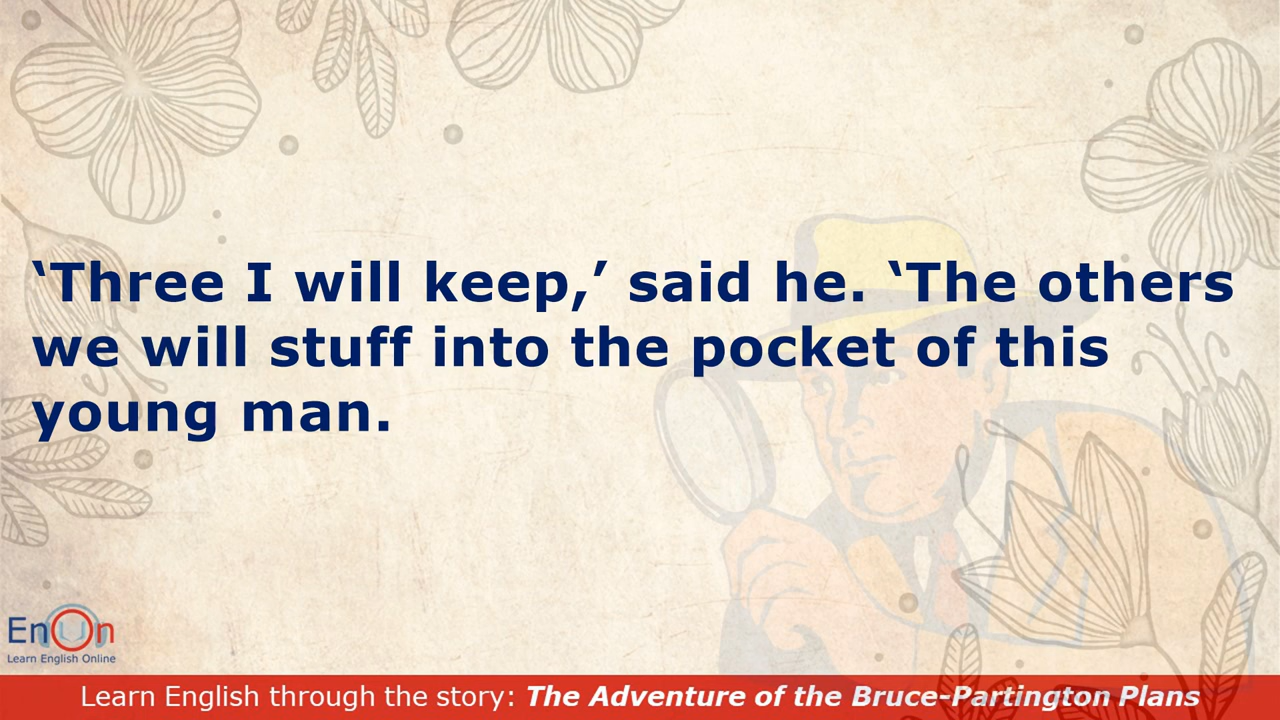 ‘Three I will keep,’ said he. ‘The others
we will stuff into the pocket of this
young man.
EnOn
Learn English Online
Learn English through the story: The Adventure of the Bruce-Partington Plans